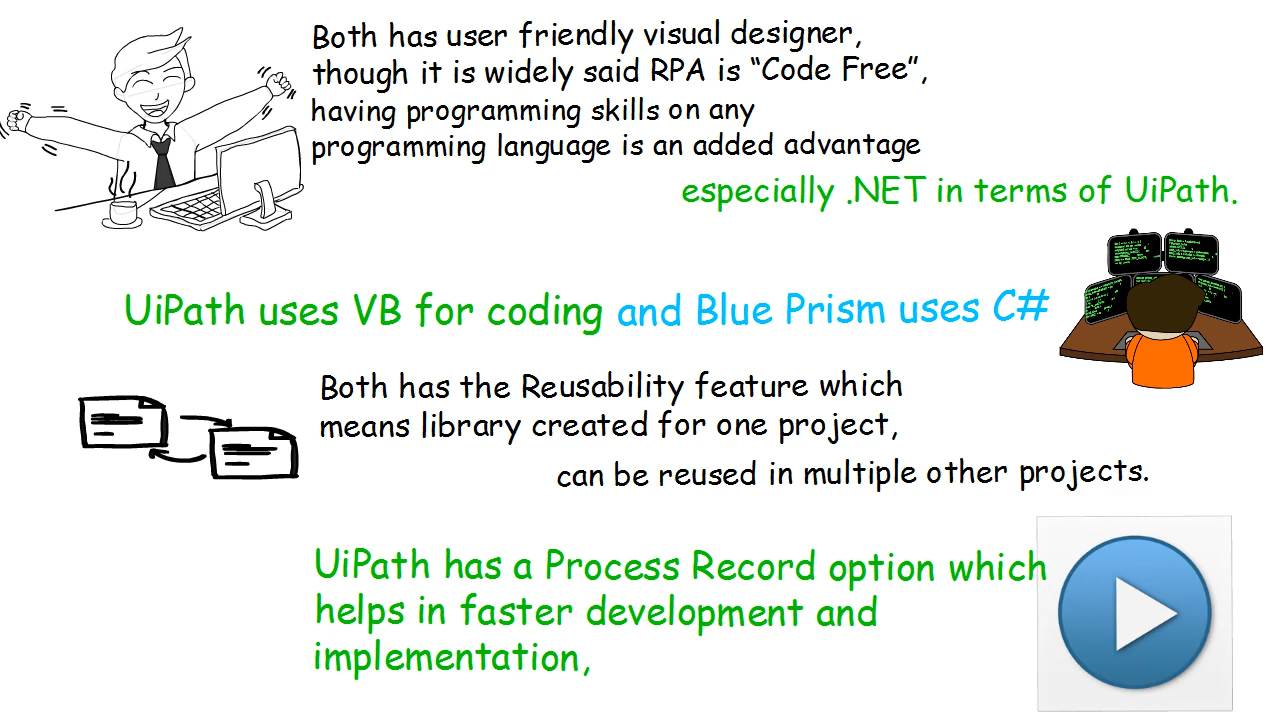 Both has user friendly visual designer,
though it is widely said RPA is “Code Free”,
having programming skills on any
programming language is an added advantage
especially .NET in terms of UiPath.
UiPath uses VB for coding and Blue Prism uses C#
Both has the Reusability feature which
means library created for one project,
can be reused in multiple other projects.
UiPath has a Process Record option which
helps in faster development and
implementation,